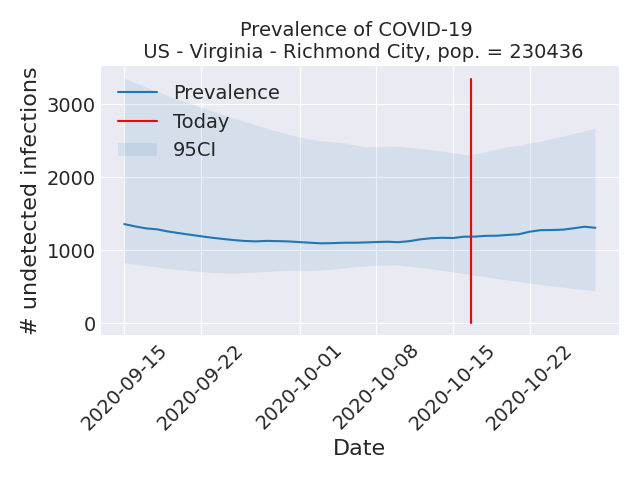 Prevalence of COVID-19
US - Virginia - Richmond City, pop. = 230436
# undetected infections
3000
2000
1000
0
Prevalence
Today
95CI
2020-09-15
2020-09-22
2020-10-01
2020-10-08
2020-10-15
2020-10-22
Date